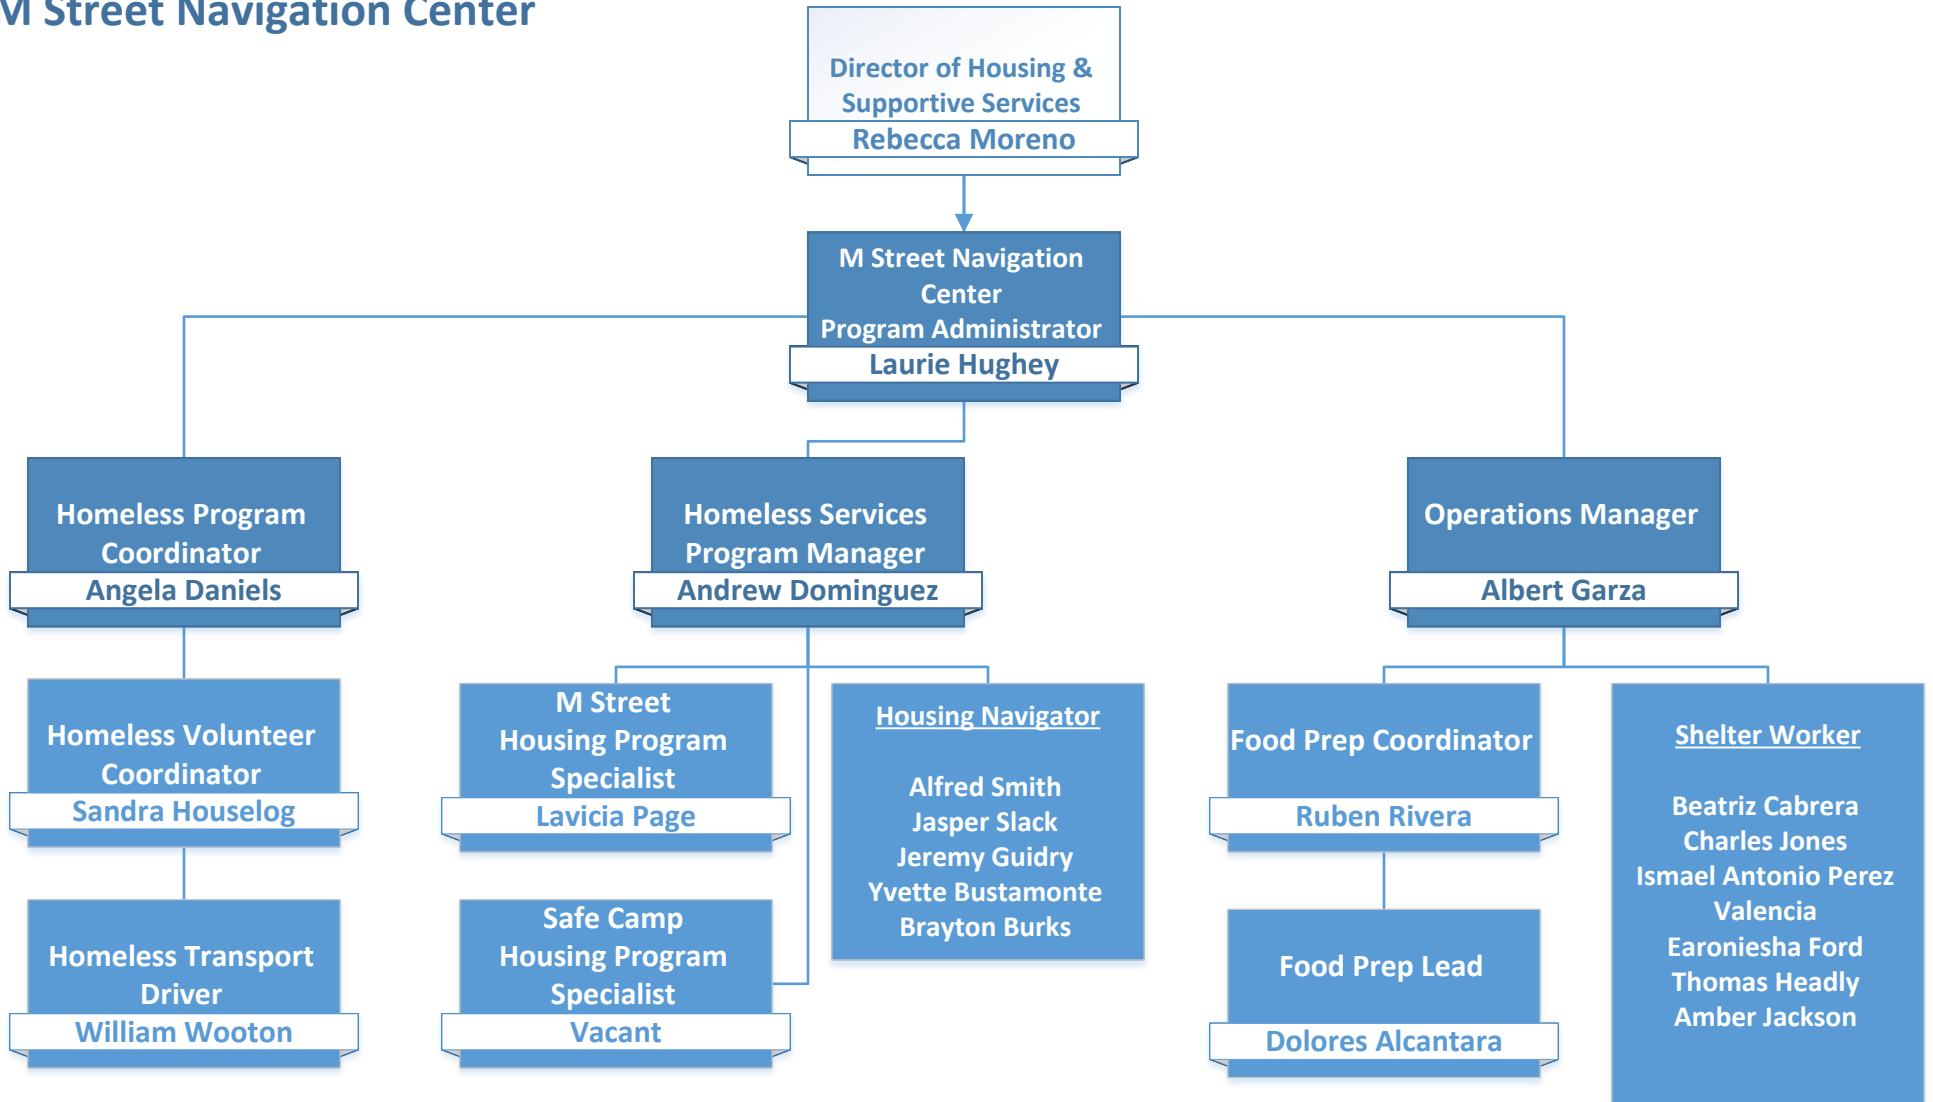 M Street Navigation Center
Director of Housing &
Supportive Services
Rebecca Moreno
M Street Navigation
Center
Program Administrator
Laurie Hughey
Homeless Program
Coordinator
Angela Daniels
Homeless Services
Program Manager
Andrew Dominguez
Operations Manager
Albert Garza
Homeless Volunteer
Coordinator
Sandra Houselog
M Street
Housing Program
Specialist
Lavicia Page
Housing Navigator
Alfred Smith
Jasper Slack
Jeremy Guidry
Yvette Bustamonte
Brayton Burks
Food Prep Coordinator
Ruben Rivera
Shelter Worker
Beatriz Cabrera
Charles Jones
Ismael Antonio Perez
Valencia
Earoniesha Ford
Thomas Headly
Amber Jackson
Homeless Transport
Driver
William Wooton
Safe Camp
Housing Program
Specialist
Vacant
Food Prep Lead
Dolores Alcantara